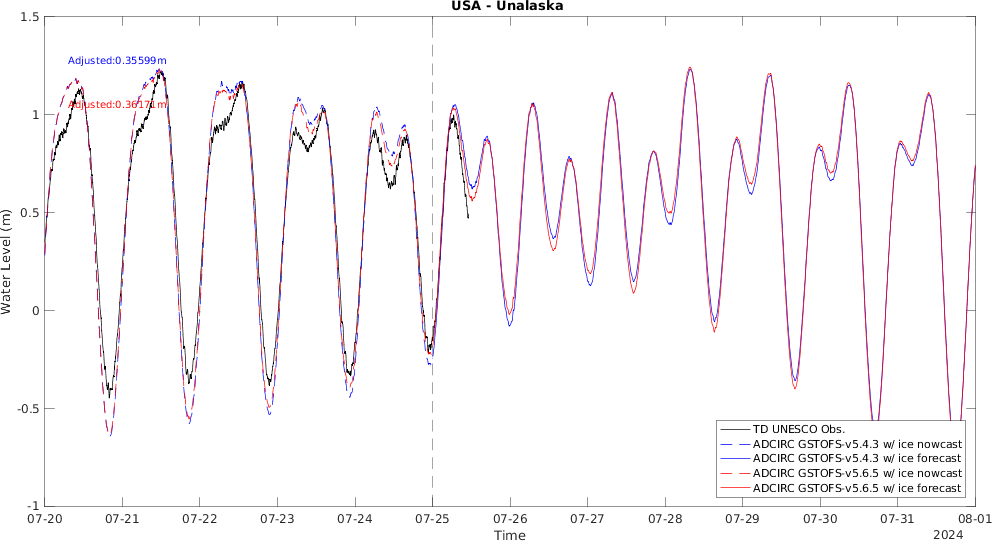 USA - Unalaska
1.5
1
0.5
0
-0.5
-1
Water Level (m)
Adjusted:0.35599m
Adjusted:0.36171m
TD UNESCO Obs.
ADCIRC GSTOFS-v5.4.3 w/ ice nowcast
ADCIRC GSTOFS-v5.4.3 w/ ice forecast
ADCIRC GSTOFS-v5.6.5 w/ ice nowcast
ADCIRC GSTOFS-v5.6.5 w/ ice forecast
07-20 07-21 07-22 07-23 07-24 07-25 07-26 07-27 07-28 07-29 07-30 07-31 08-01
Time
2024